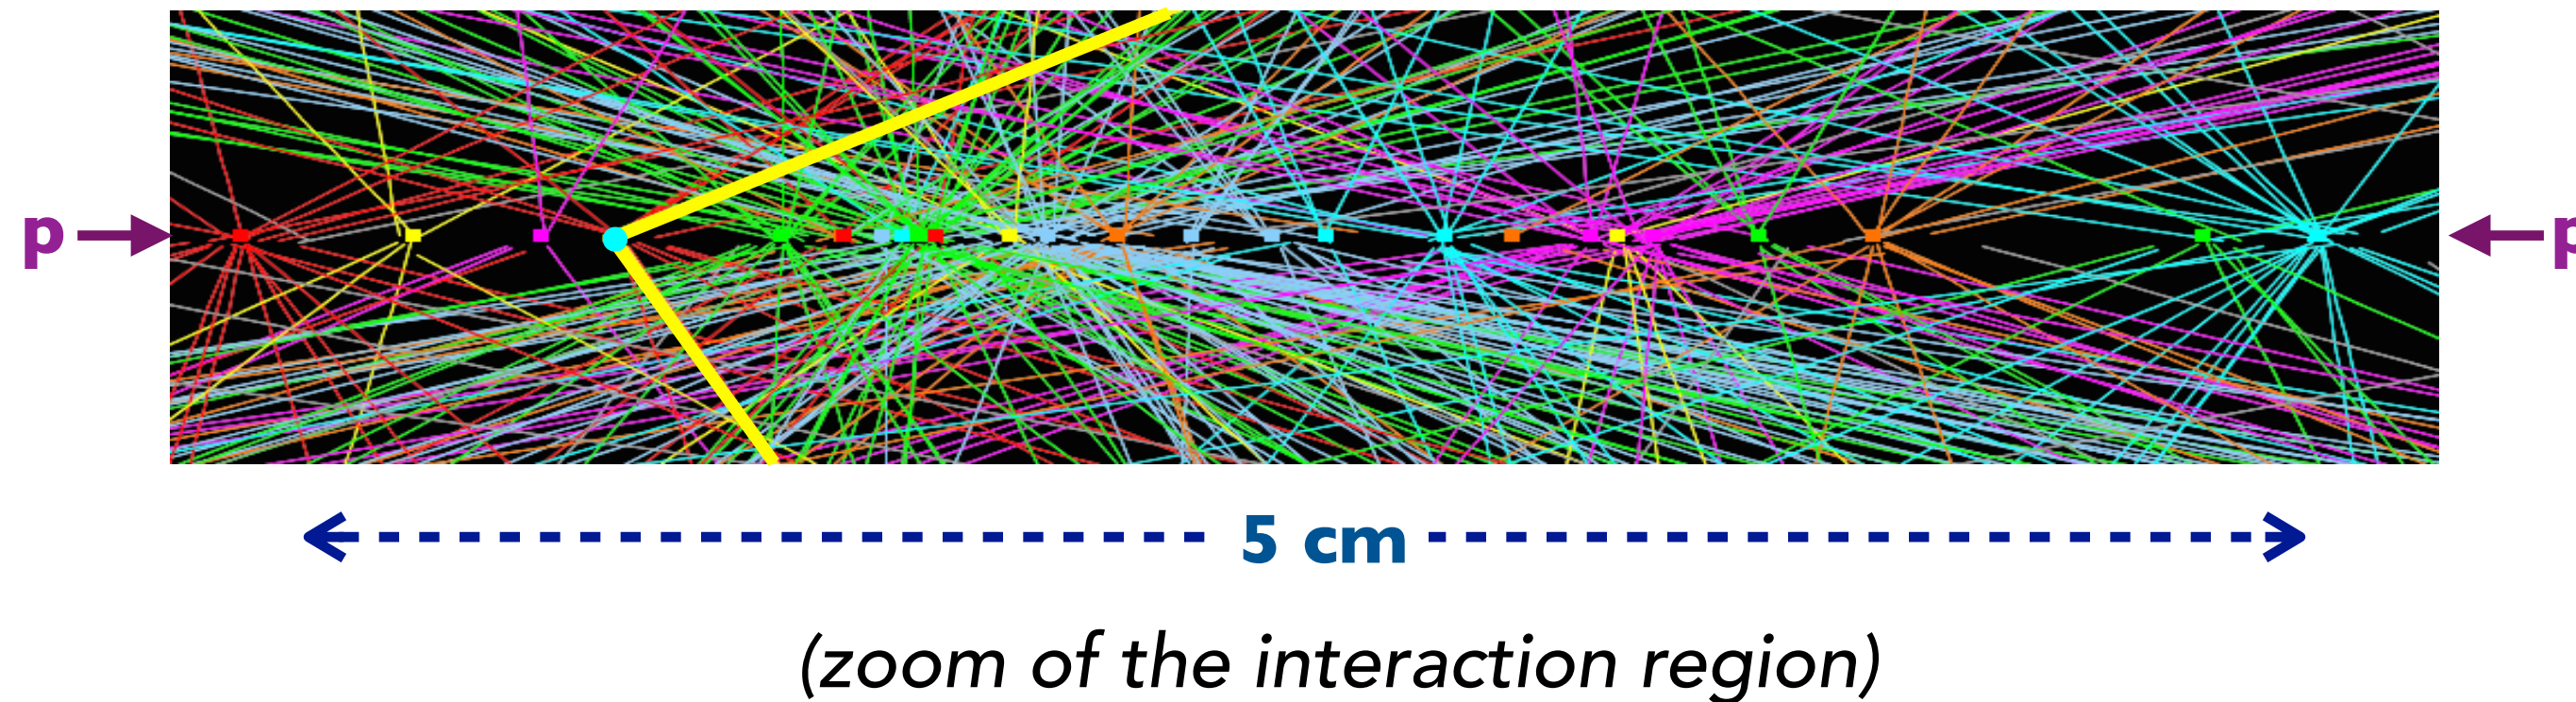 p
p
5 cm
(zoom of the interaction region)